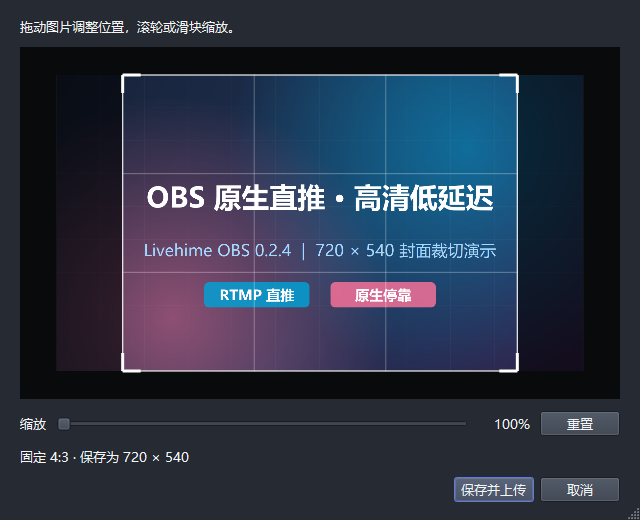 拖动图片调整位置，滚轮或滑块缩放。
OBS 原生直推 · 高清低延迟
Livehime OBS 0.2.4 ｜ 720 × 540 封面裁切演示
RTMP 直推 原生停靠
缩放 100% 重置
固定 4:3 · 保存为 720 × 540
保存并上传 取消